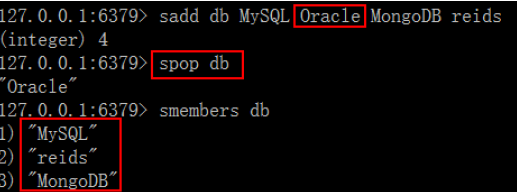 127.0.0.1:6379> sadd db MySQL Oracle MongoDB reids
(integer) 4
127.0.0.1:6379> spop db
"Oracle"
127.0.0.1:6379> smembers db
1) "MySQL"
2) "reids"
3) "MongoDB"